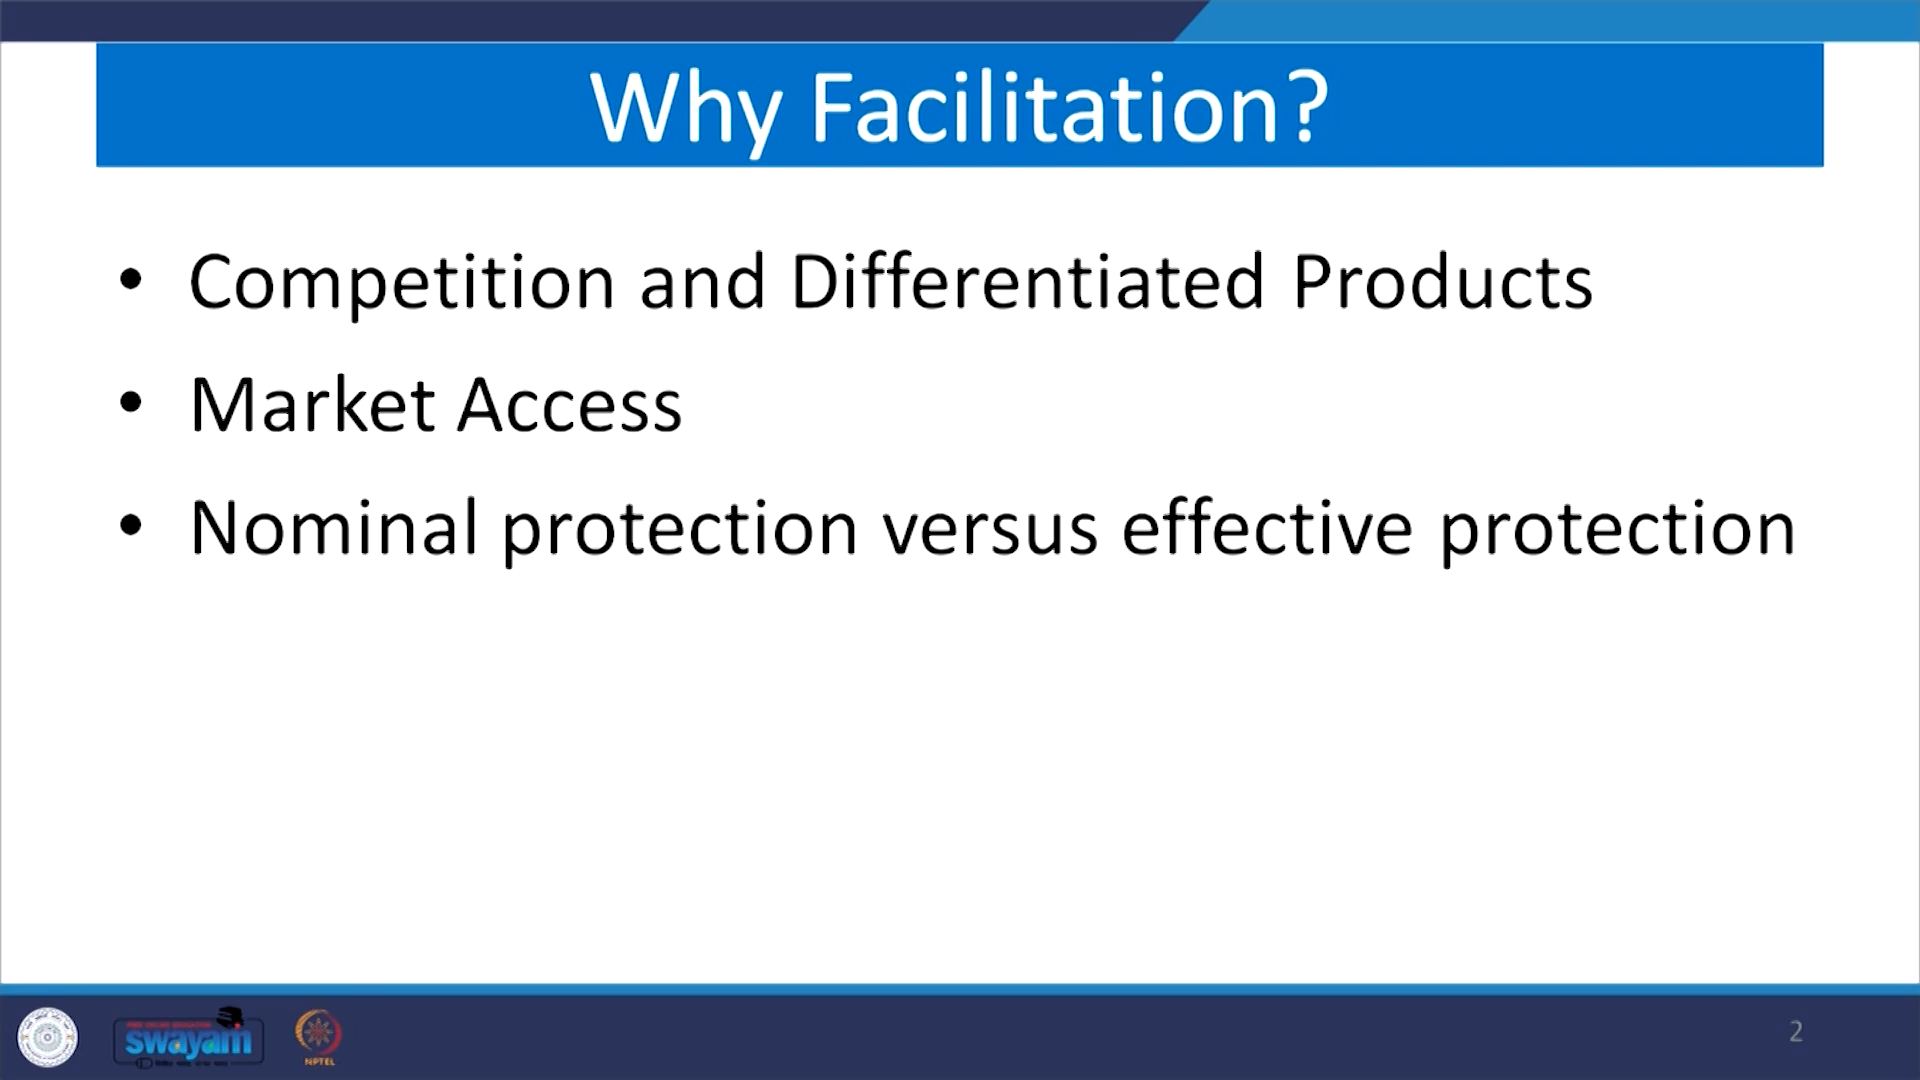 Why Facilitation?
• Competition and Differentiated Products
• Market Access
• Nominal protection versus effective protection
swayam
NPTEL
2